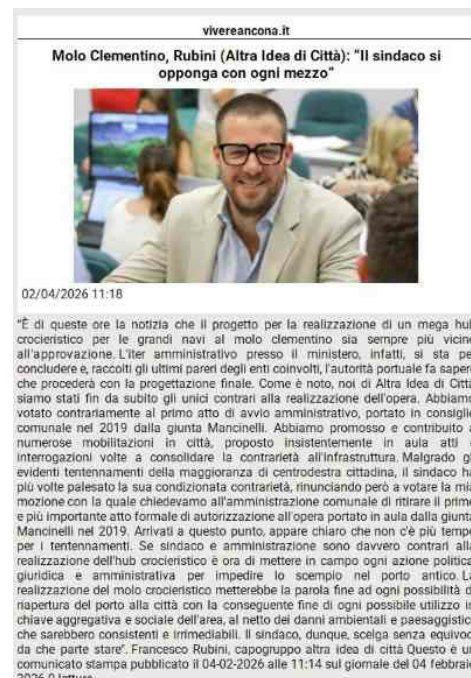 vivereancona.it
Molo Clementino, Rubini (Altra Idea di Città): "Il sindaco si
opponga con ogni mezzo"
02/04/2026 11:18
"È di queste ore la notizia che il progetto per la realizzazione di un mega hub
crocieristico per le grandi navi al molo clementino sia sempre più vicino
all'approvazione. L'iter amministrativo presso il ministero, infatti, si sta per
concludere e, raccolti gli ultimi pareri degli enti coinvolti, l'autorità portuale fa sapere
che procederà con la progettazione finale. Come è noto, noi di Altra Idea di Città
siamo stati fin da subito gli unici contrari alla realizzazione dell'opera. Abbiamo
votato contrariamente al primo atto di avvio amministrativo, portato in consiglio
comunale nel 2019 dalla giunta Mancinelli. Abbiamo promosso e contribuito a
numerose mobilitazioni in città, proposto insistentemente in aula atti e
interrogazioni volte a consolidare la contrarietà all'infrastruttura. Malgrado gli
evidenti tentennamenti della maggioranza di centrodestra cittadina, il sindaco ha
più volte palesato la sua condizionata contrarietà, rinunciando però a votare la mia
mozione con la quale chiedevamo all'amministrazione comunale di ritirare il primo
e più importante atto formale di autorizzazione all'opera portato in aula dalla giunta
Mancinelli nel 2019. Arrivati a questo punto, appare chiaro che non c'è più tempo
per i tentennamenti. Se sindaco e amministrazione sono davvero contrari alla
realizzazione dell'hub crocieristico è ora di mettere in campo ogni azione politica,
giuridica e amministrativa per impedire lo scempio nel porto antico. La
realizzazione del molo crocieristico metterebbe la parola fine ad ogni possibilità di
riapertura del porto alla città con la conseguente fine di ogni possibile utilizzo in
chiave aggregativa e sociale dell'area, al netto dei danni ambientali e paesaggistici
che sarebbero consistenti e irrimediabili. Il sindaco, dunque, scelga senza equivoci
da che parte stare". Francesco Rubini, capogruppo altra idea di città Questo è un
comunicato stampa pubblicato il 04-02-2026 alle 11:14 sul giornale del 04 febbraio
2026 0 letture